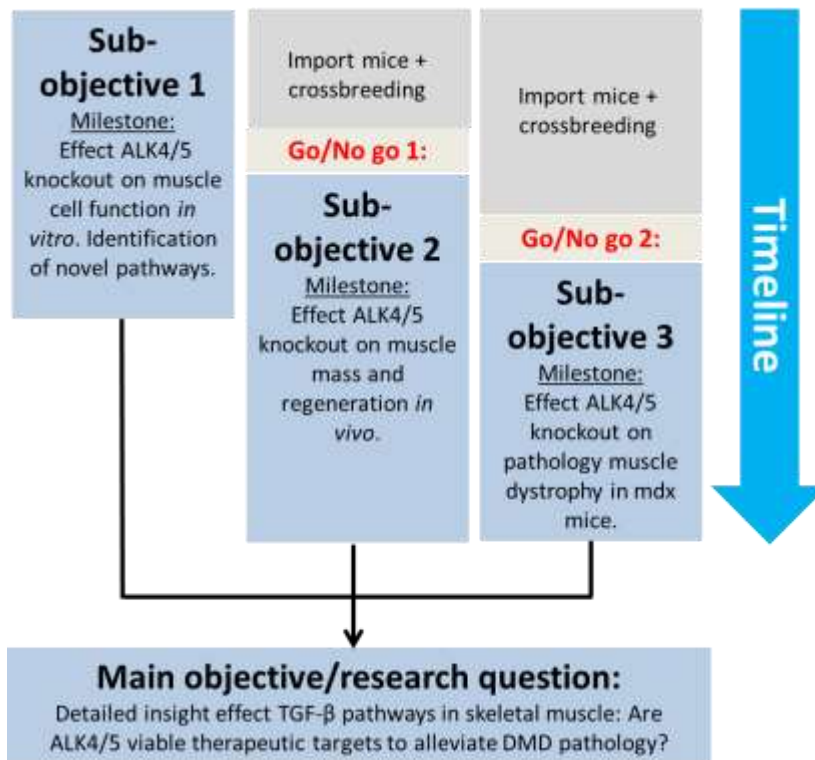 Sub-
objective 1
Milestone:
Effect ALK4/5
knockout on muscle
cell function in
vitro. Identification
of novel pathways.
Import mice +
crossbreeding
Go/No go 1:
Sub-
objective 2
Milestone:
Effect ALK4/5
knockout on muscle
mass and
regeneration in
vivo.
Import mice +
crossbreeding
Go/No go 2:
Sub-
objective 3
Milestone:
Effect ALK4/5
knockout on
pathology muscle
dystrophy in mdx
mice.
Timeline
Main objective/research question:
Detailed insight effect TGF-β pathways in skeletal muscle: Are
ALK4/5 viable therapeutic targets to alleviate DMD pathology?